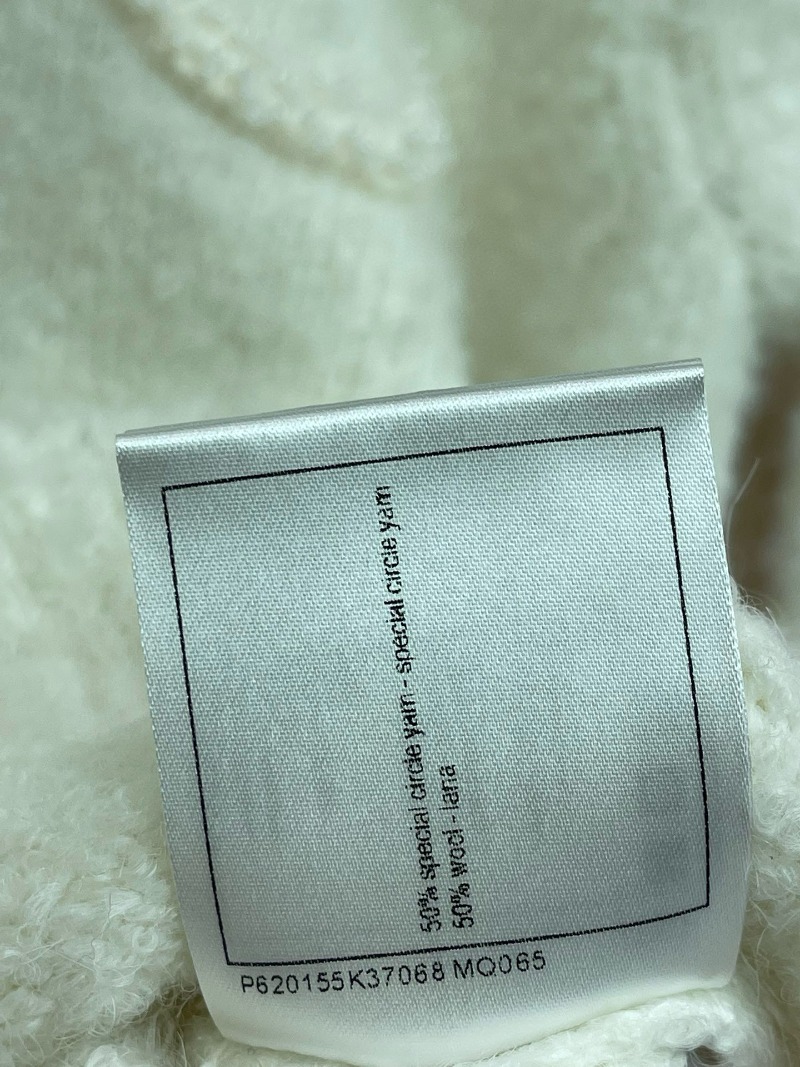 50% special circle yarn - special circle yarn
50% wool - lana
P620155K37068 MQ065